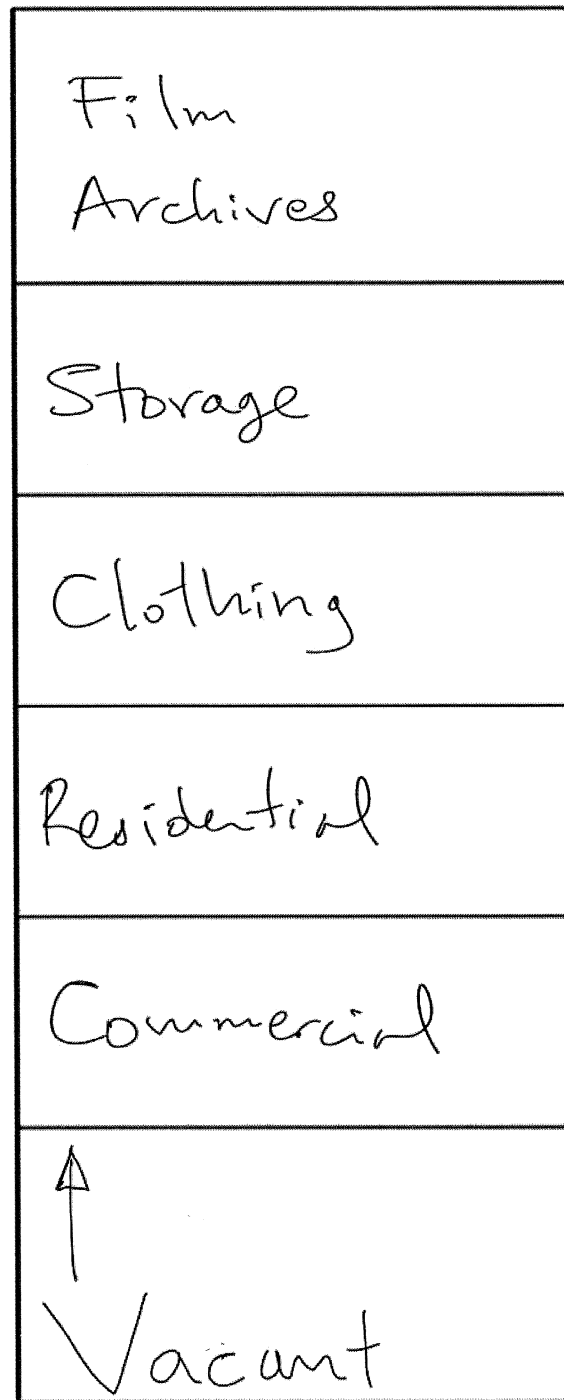 Film
Archives
Storage
Clothing
Residential
Commercial
Vacant